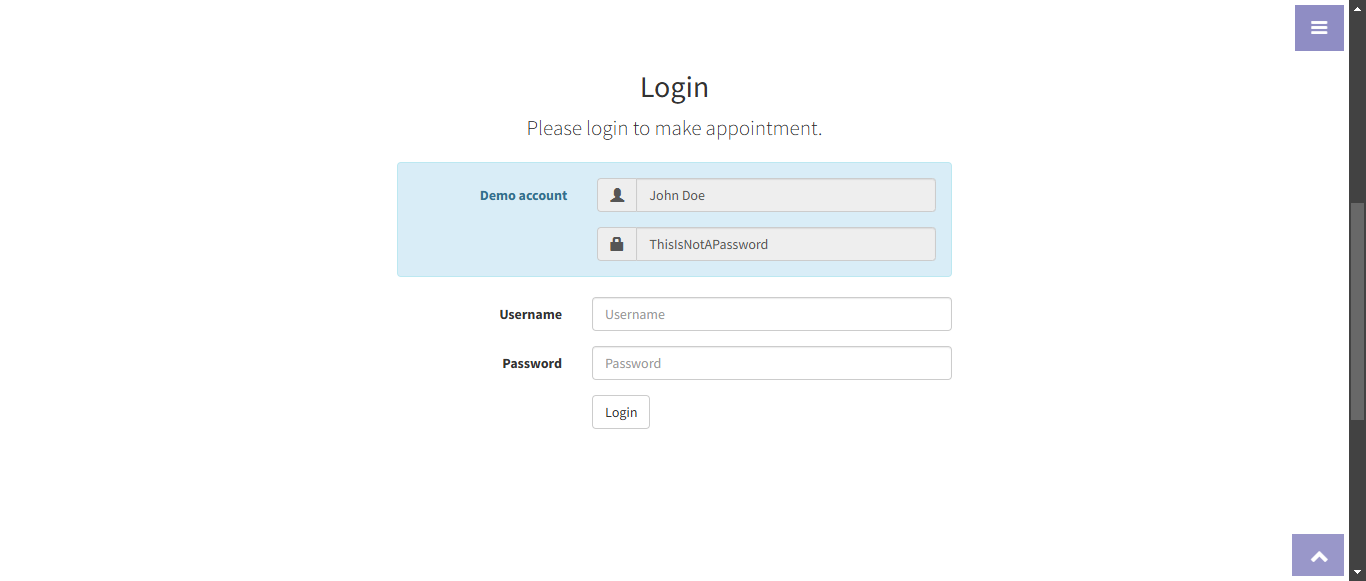 Login
Please login to make appointment.
Demo account John Doe
ThisIsNotAPassword
Username Username
Password Password
Login